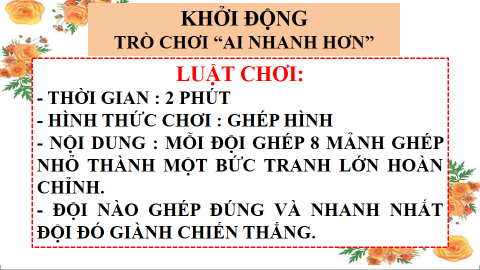 KHỞI ĐỘNG
TRÒ CHƠI “AI NHANH HƠN”
LUẬT CHƠI:
- THỜI GIAN : 2 PHÚT
- HÌNH THỨC CHƠI : GHÉP HÌNH
- NỘI DUNG : MỖI ĐỘI GHÉP 8 MẢNH GHÉP
NHỎ THÀNH MỘT BỨC TRANH LỚN HOÀN
CHỈNH.
- ĐỘI NÀO GHÉP ĐÚNG VÀ NHANH NHẤT
ĐỘI ĐÓ GIÀNH CHIẾN THẮNG.